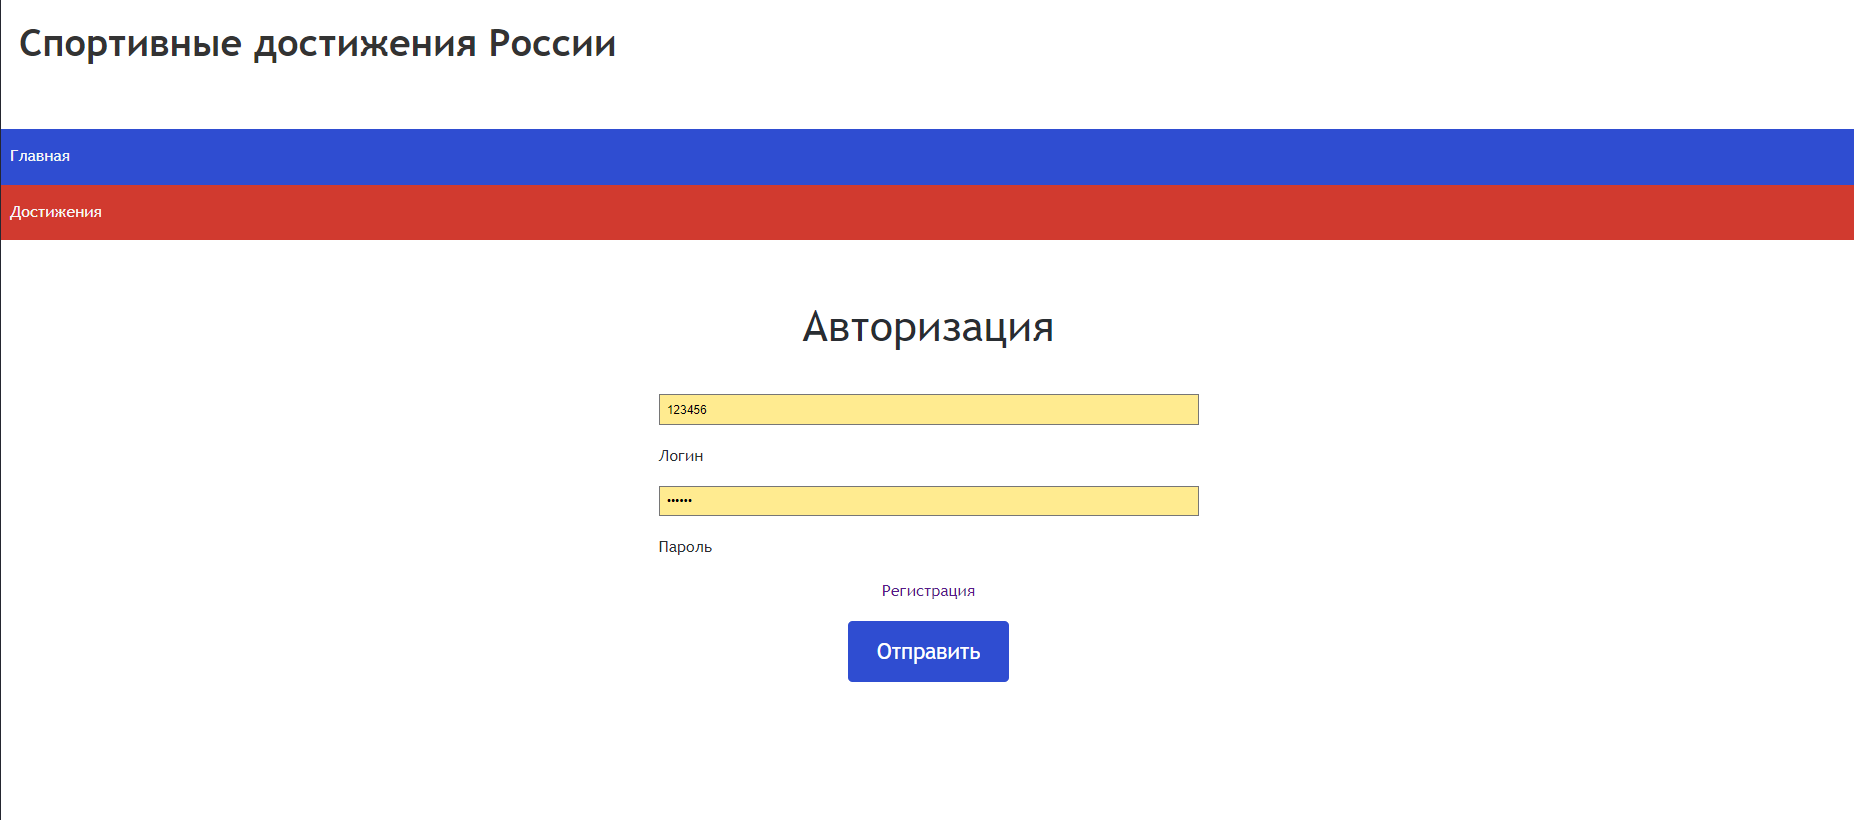 Спортивные достижения России
Главная
Достижения
Авторизация
123456
Логин
••••••
Пароль
Регистрация
Отправить